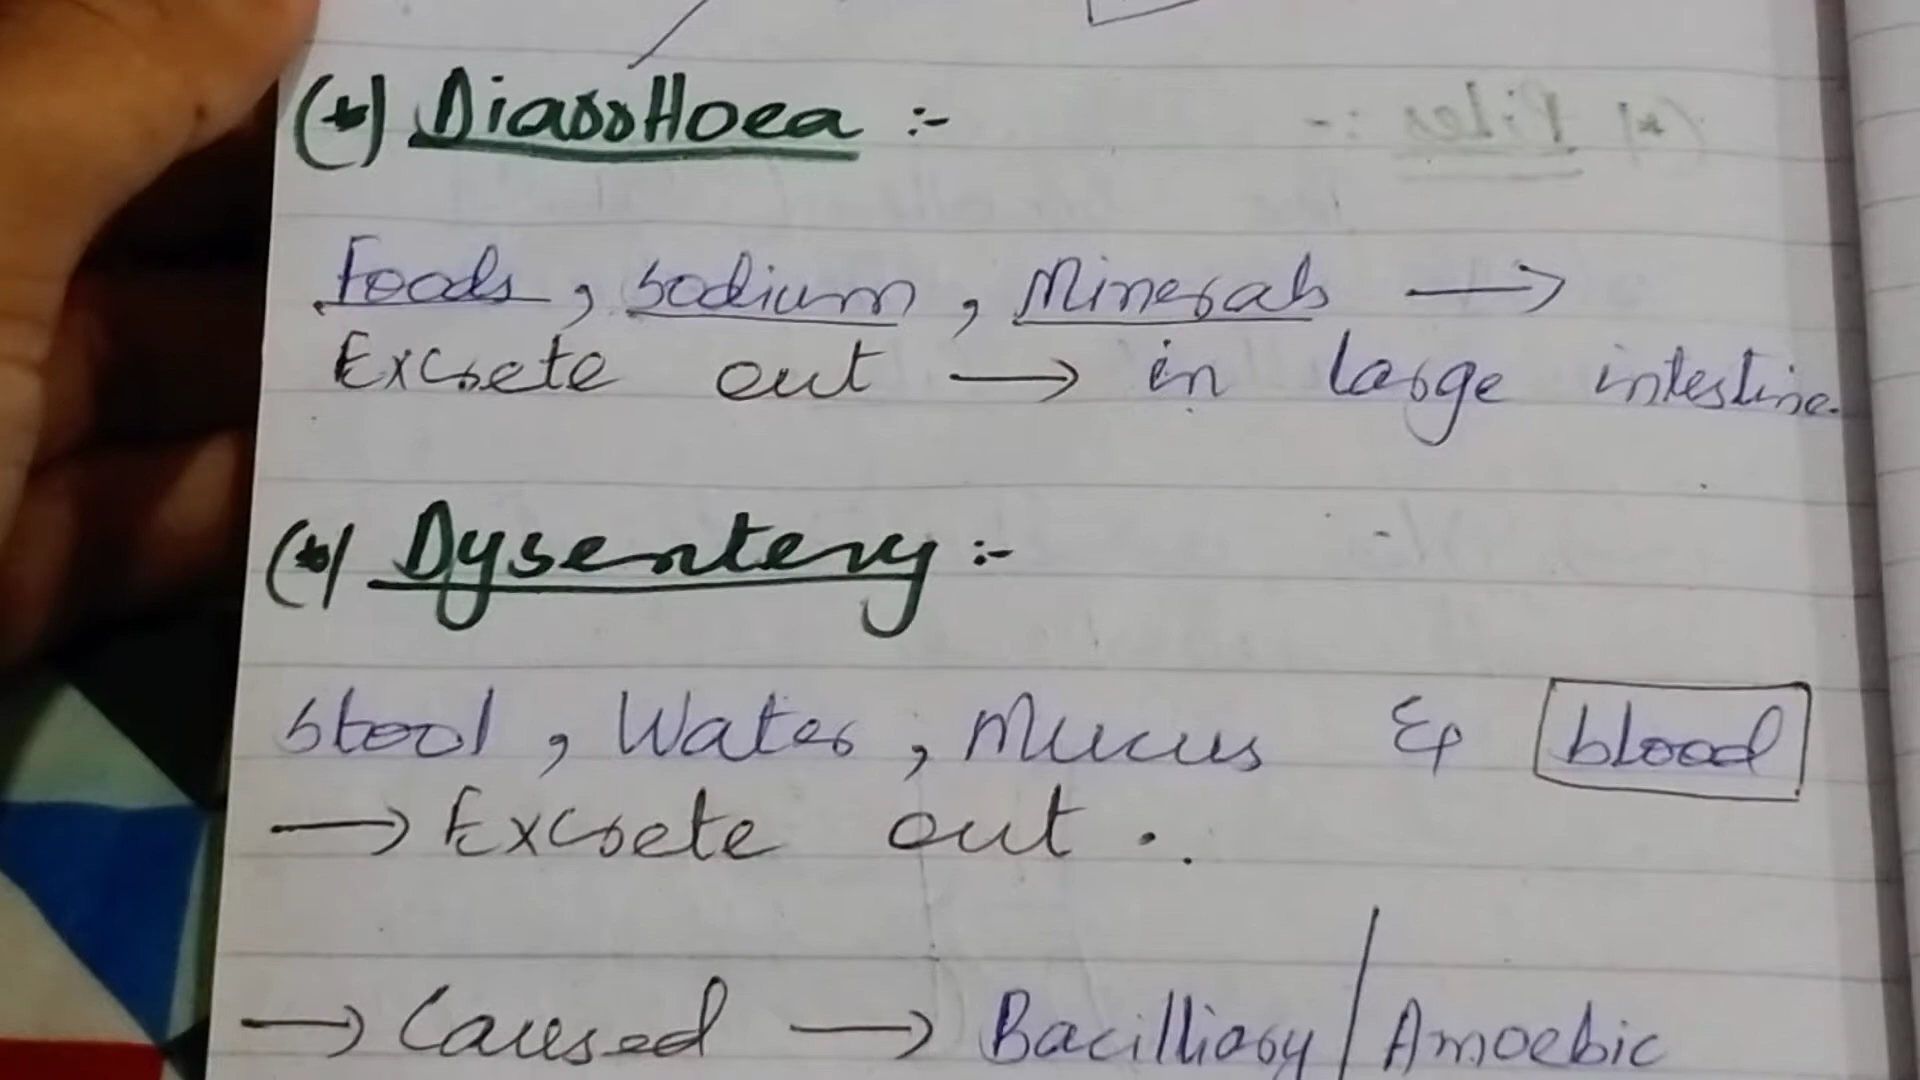 (*) DiarrHoea :-
Foods, Sodium, Minerals →
Excrete out → in large intestine.
(*) Dysentery :-
Stool, Water, Mucus & blood
→ Excrete out .
→ Caused → Bacilliary / Amoebic
(*) Piles :-